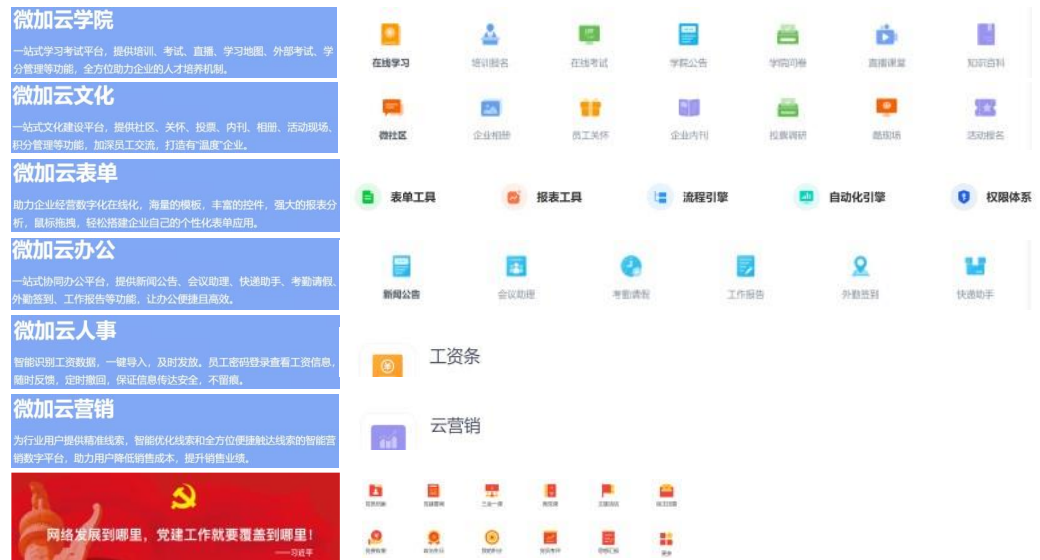 微加云学院
一站式学习考试平台，提供培训、考试、直播、学习地图、外部考试、学
分管理等功能，全方位助力企业的人才培养机制。
在线学习 培训报名 在线考试 学院公告 学院问卷 直播课堂 知识百科
微加云文化
一站式文化建设平台，提供社区、关怀、投票、内刊、相册、活动现场、
积分管理等功能，加深员工交流，打造有“温度”企业。
微社区 企业相册 员工关怀 企业内刊 投票调研 酷现场 活动报名
微加云表单
助力企业经营数字化在线化，海量的模板，丰富的控件，强大的报表分
析，鼠标拖拽，轻松搭建企业自己的个性化表单应用。
表单工具 报表工具 流程引擎 自动化引擎 权限体系
微加云办公
一站式协同办公平台，提供新闻公告、会议助理、快递助手、考勤请假、
外勤签到、工作报告等功能，让办公便捷且高效。
新闻公告 会议助理 考勤请假 工作报告 外勤签到 快递助手
微加云人事
智能识别工资数据，一键导入，及时发放。员工密码登录查看工资信息，
随时反馈，定时撤回，保证信息传达安全，不留痕。
工资条
微加云营销
为行业用户提供精准线索，智能优化线索和全方位便捷触达线索的智能营
销数字平台，助力用户降低销售成本，提升销售业绩。
云营销
网络发展到哪里，党建工作就要覆盖到哪里！
——习近平
三会一课
更多